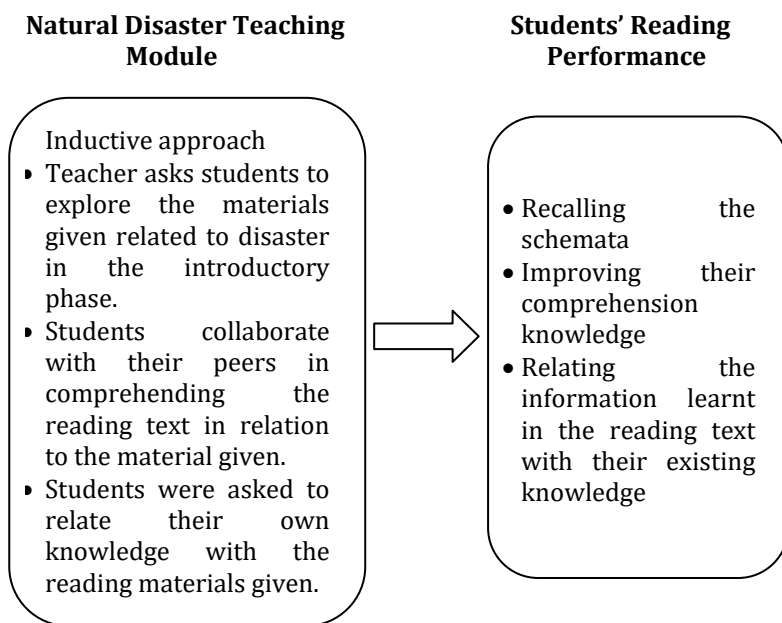 Natural Disaster Teaching
Module
Inductive approach
• Teacher asks students to
explore the materials
given related to disaster
in the introductory
phase.
• Students collaborate
with their peers in
comprehending the
reading text in relation
to the material given.
• Students were asked to
relate their own
knowledge with the
reading materials given.
Students’ Reading
Performance
• Recalling the
schemata
• Improving their
comprehension
knowledge
• Relating the
information learnt
in the reading text
with their existing
knowledge